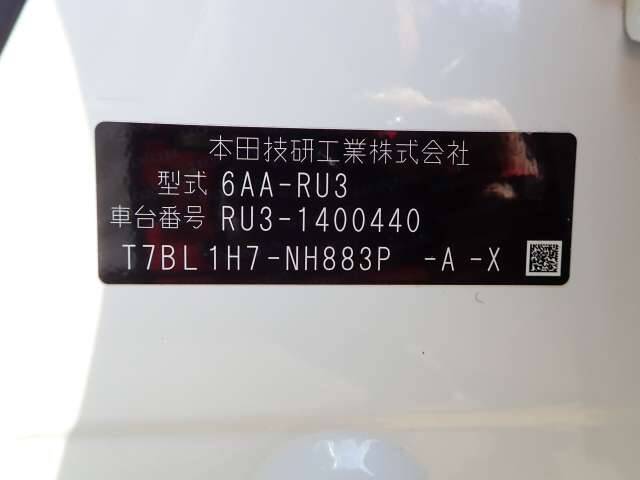 本田技研工業株式会社
型式 6AA-RU3
車台番号 RU3-1400440
T7BL1H7-NH883P -A-X